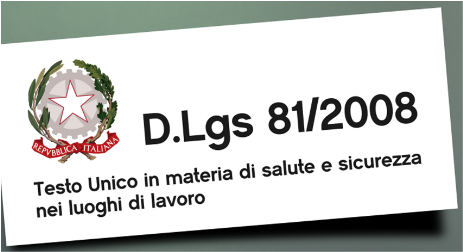 REPVBBLICA ITALIANA
D.Lgs 81/2008
Testo Unico in materia di salute e sicurezza
nei luoghi di lavoro